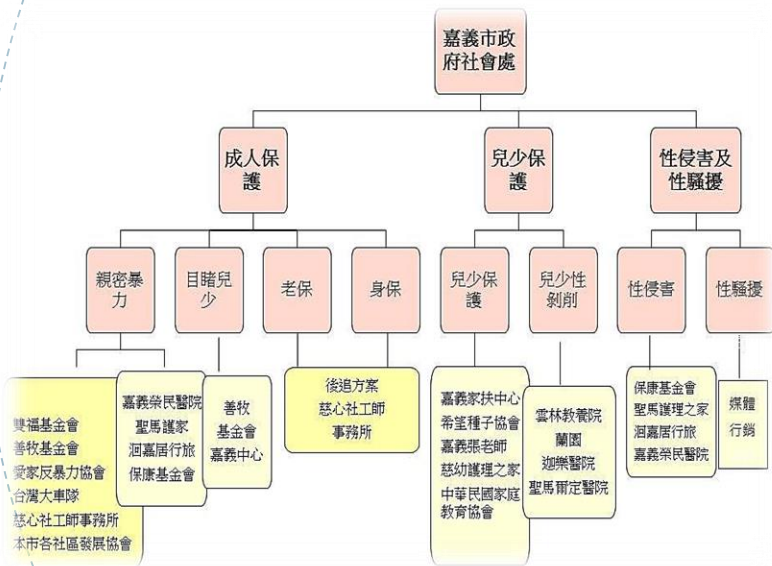 嘉義市政
府社會處
成人保
護
兒少保
護
性侵害及
性騷擾
親密暴
力
目睹兒
少
老保
身保
兒少保
護
兒少性
剝削
性侵害
性騷擾
雙福基金會
善牧基金會
愛家反暴力協會
台灣大車隊
慈心社工師事務所
本市各社區發展協會
嘉義榮民醫院
聖馬護家
洄嘉居行旅
保康基金會
善牧
基金會
嘉義中心
後追方案
慈心社工師
事務所
嘉義家扶中心
希望種子協會
嘉義張老師
慈幼護理之家
中華民國家庭
教育協會
雲林教養院
蘭園
迦樂醫院
聖馬爾定醫院
保康基金會
聖馬護理之家
洄嘉居行旅
嘉義榮民醫院
媒體
行銷